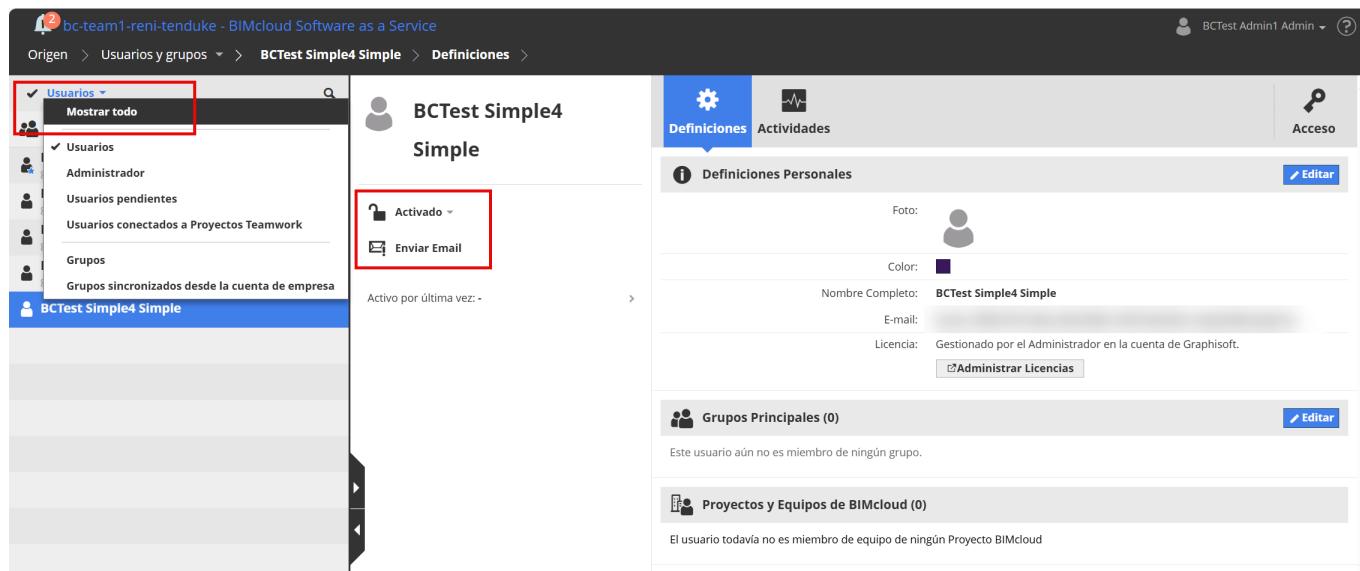 2
bc-team1-reni-tenduke - BIMcloud Software as a Service
BCTest Admin1 Admin
Origen > Usuarios y grupos > BCTest Simple4 Simple > Definiciones >
Usuarios
Mostrar todo
Usuarios
Administrador
Usuarios pendientes
Usuarios conectados a Proyectos Teamwork
Grupos
Grupos sincronizados desde la cuenta de empresa
BCTest Simple4 Simple
BCTest Simple4
Simple
Activado
Enviar Email
Activo por última vez: -
Definiciones
Actividades
Acceso
Definiciones Personales
Editar
Foto:
Color:
Nombre Completo: BCTest Simple4 Simple
E-mail:
Licencia: Gestionado por el Administrador en la cuenta de Graphisoft.
Administrar Licencias
Grupos Principales (0)
Editar
Este usuario aún no es miembro de ningún grupo.
Proyectos y Equipos de BIMcloud (0)
El usuario todavía no es miembro de equipo de ningún Proyecto BIMcloud